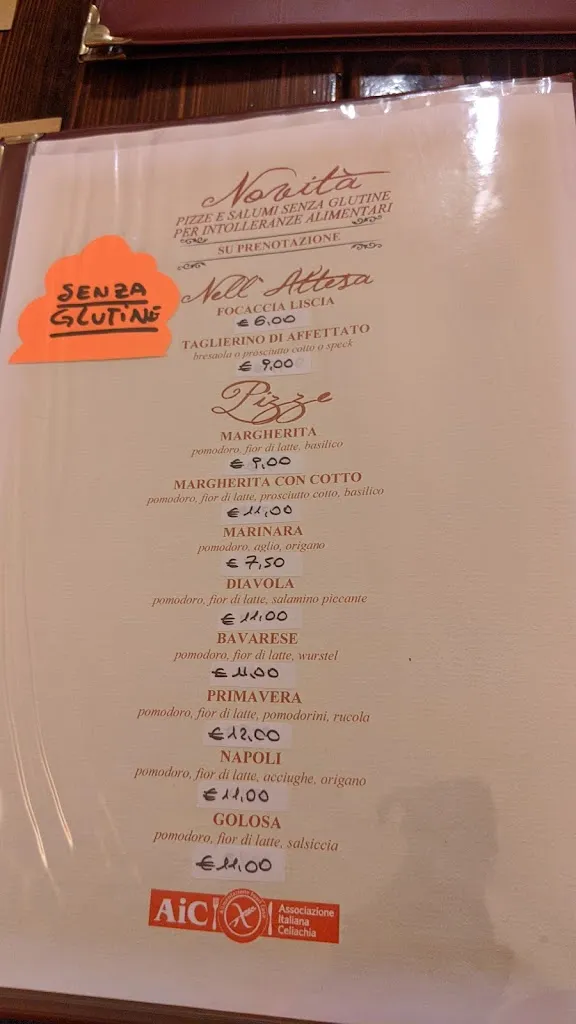 Novità
PIZZE E SALUMI SENZA GLUTINE
PER INTOLLERANZE ALIMENTARI
SU PRENOTAZIONE
SENZA
GLUTINE
Nell'Attesa
FOCACCIA LISCIA
€ 6,00
TAGLIERINO DI AFFETTATO
bresaola o prosciutto cotto o speck
€ 9,00
Pizze
MARGHERITA
pomodoro, fior di latte, basilico
€ 9,00
MARGHERITA CON COTTO
pomodoro, fior di latte, prosciutto cotto, basilico
€ 11,00
MARINARA
pomodoro, aglio, origano
€ 7,50
DIAVOLA
pomodoro, fior di latte, salamino piccante
€ 11,00
BAVARESE
pomodoro, fior di latte, wurstel
€ 11,00
PRIMAVERA
pomodoro, fior di latte, pomodorini, rucola
€ 12,00
NAPOLI
pomodoro, fior di latte, acciughe, origano
€ 11,00
GOLOSA
pomodoro, fior di latte, salsiccia
€ 11,00
AiC
Associazione
Italiana
Celiachia